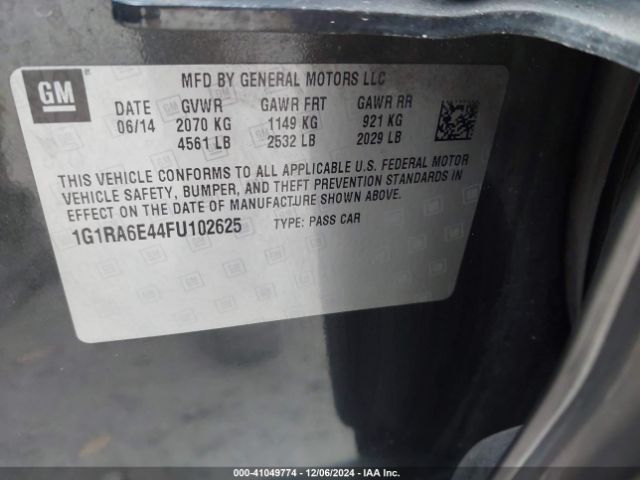 GM
MFD BY GENERAL MOTORS LLC
DATE GVWR GAWR FRT GAWR RR
06/14 2070 KG 1149 KG 921 KG
4561 LB 2532 LB 2029 LB
THIS VEHICLE CONFORMS TO ALL APPLICABLE U.S. FEDERAL MOTOR
VEHICLE SAFETY, BUMPER, AND THEFT PREVENTION STANDARDS IN
EFFECT ON THE DATE OF MANUFACTURE SHOWN ABOVE.
1G1RA6E44FU102625 TYPE: PASS CAR
000-41049774 - 12/06/2024 - IAA Inc.